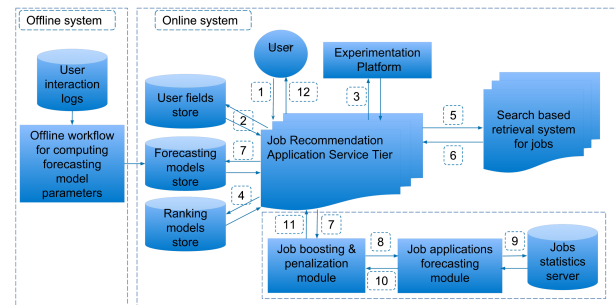 Offline system
Online system
User
interaction
logs
Offline workflow
for computing
forecasting
model
parameters
User
Experimentation
Platform
1
12
3
User fields
store
2
Forecasting
models
store
7
Ranking
models
store
4
Job Recommendation
Application Service Tier
5
6
Search based
retrieval system
for jobs
11
7
Job boosting &
penalization
module
8
10
Job applications
forecasting
module
9
Jobs
statistics
server